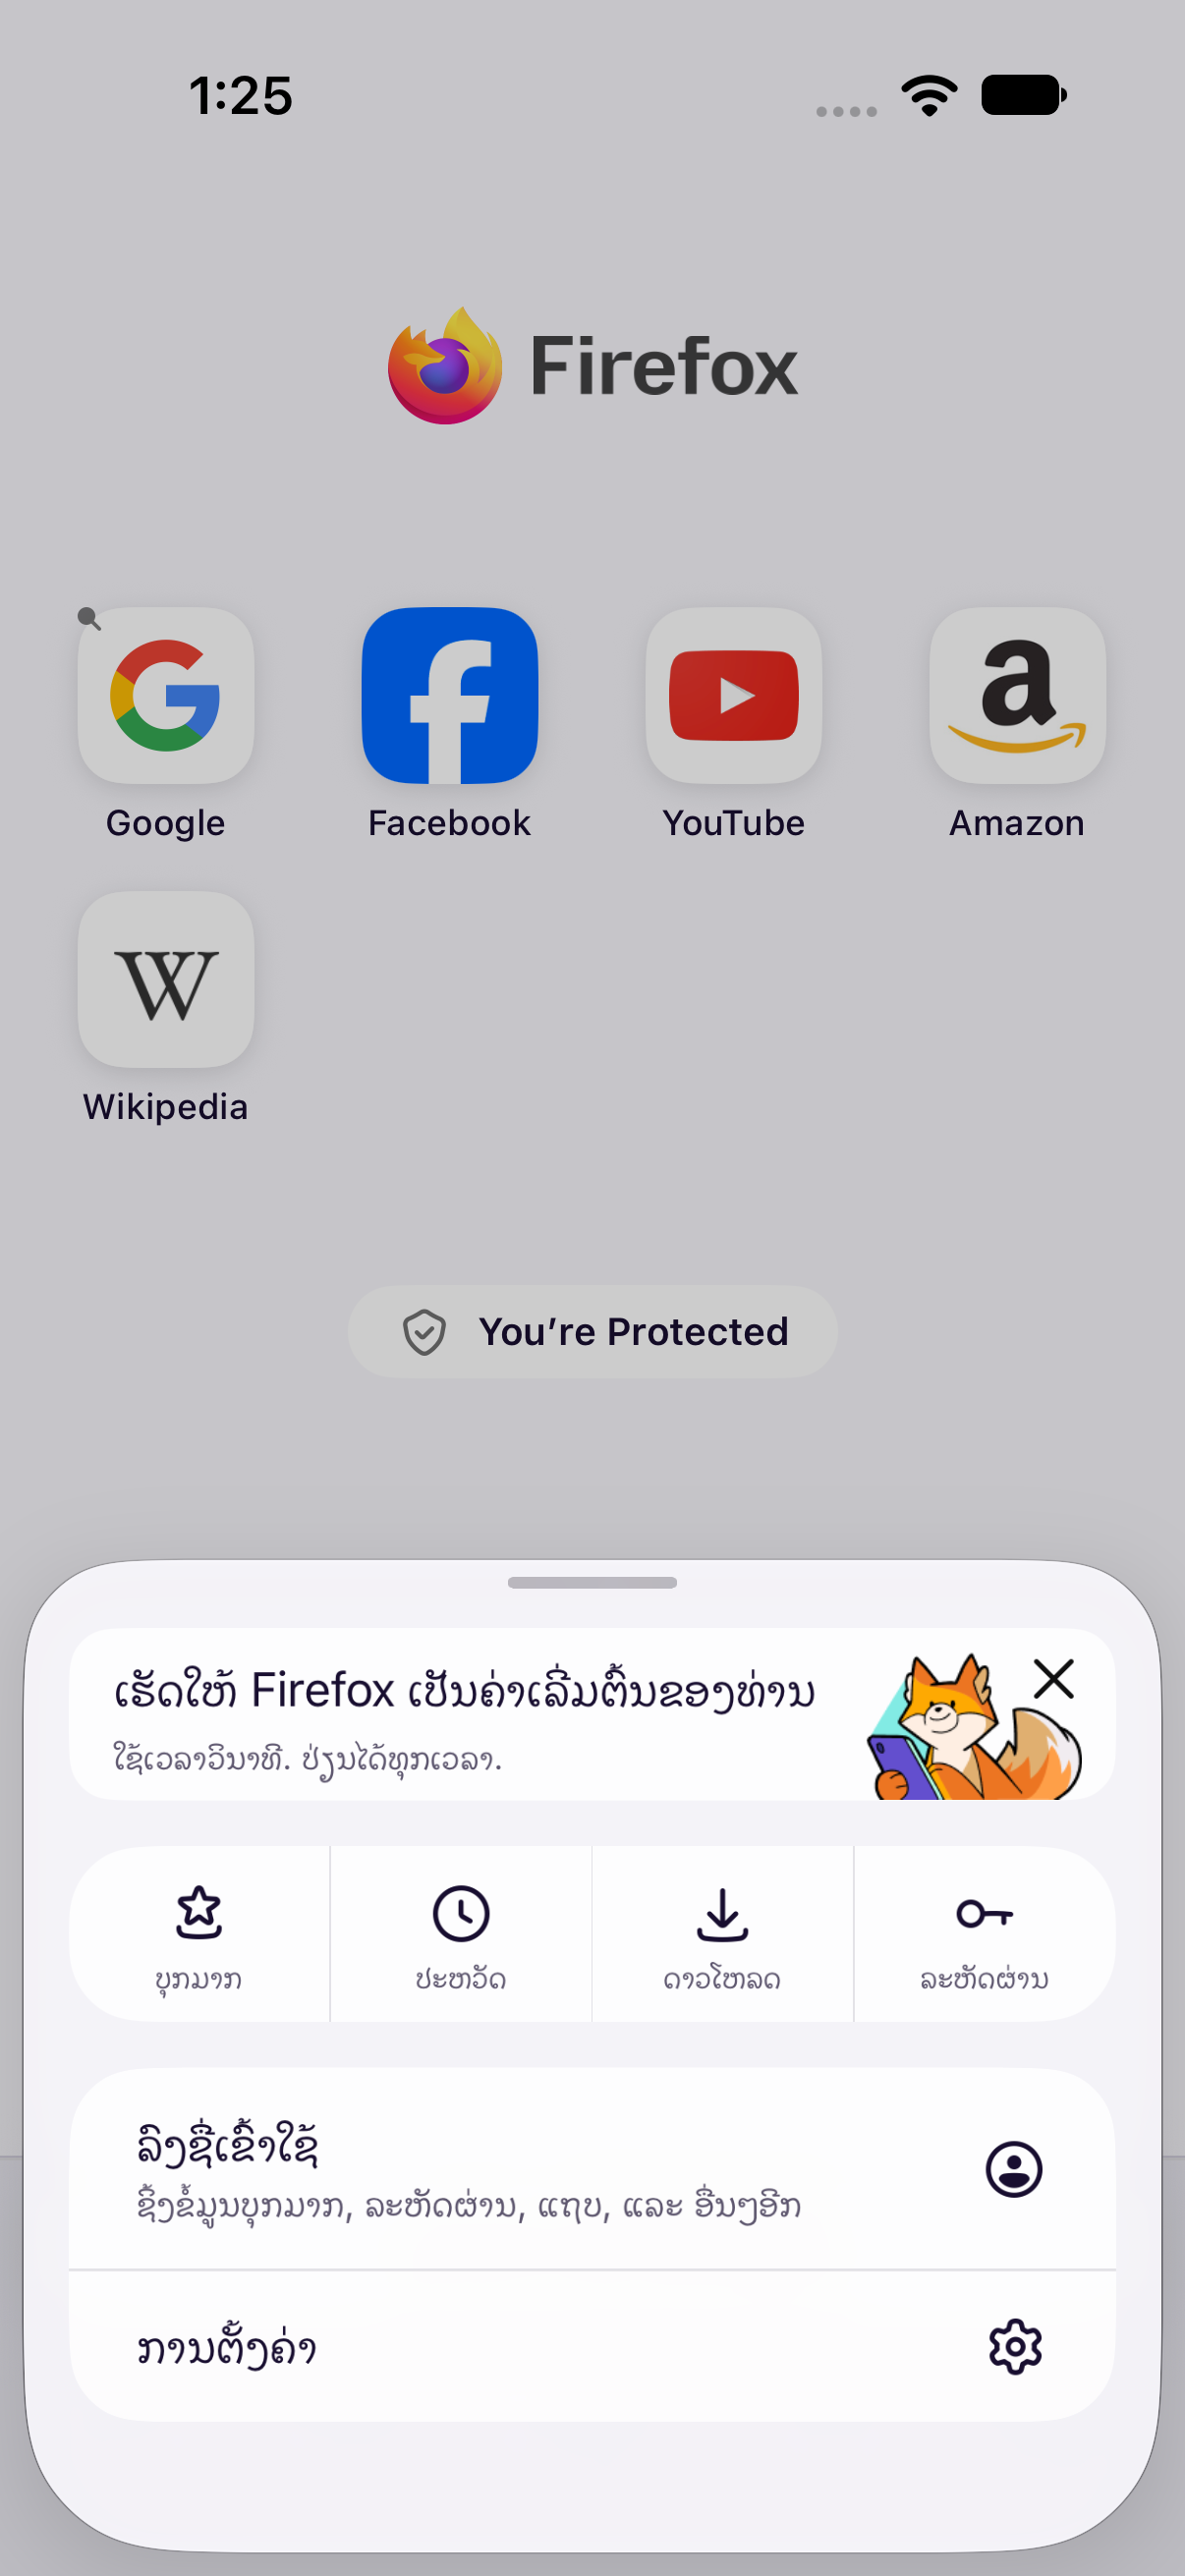 1:25
Firefox
Google
Facebook
YouTube
Amazon
Wikipedia
You’re Protected
ເຮັດໃຫ້ Firefox ເປັນຄ່າເລີ່ມຕົ້ນຂອງທ່ານ
ໃຊ້ເວລາວິນາທີ. ປ່ຽນໄດ້ທຸກເວລາ.
ບຸກມາກ
ປະຫວັດ
ດາວໂຫລດ
ລະຫັດຜ່ານ
ລົງຊື່ເຂົ້າໃຊ້
ຊິ້ງຂໍ້ມູນບຸກມາກ, ລະຫັດຜ່ານ, ແຖບ, ແລະ ອື່ນໆອີກ
ການຕັ້ງຄ່າ